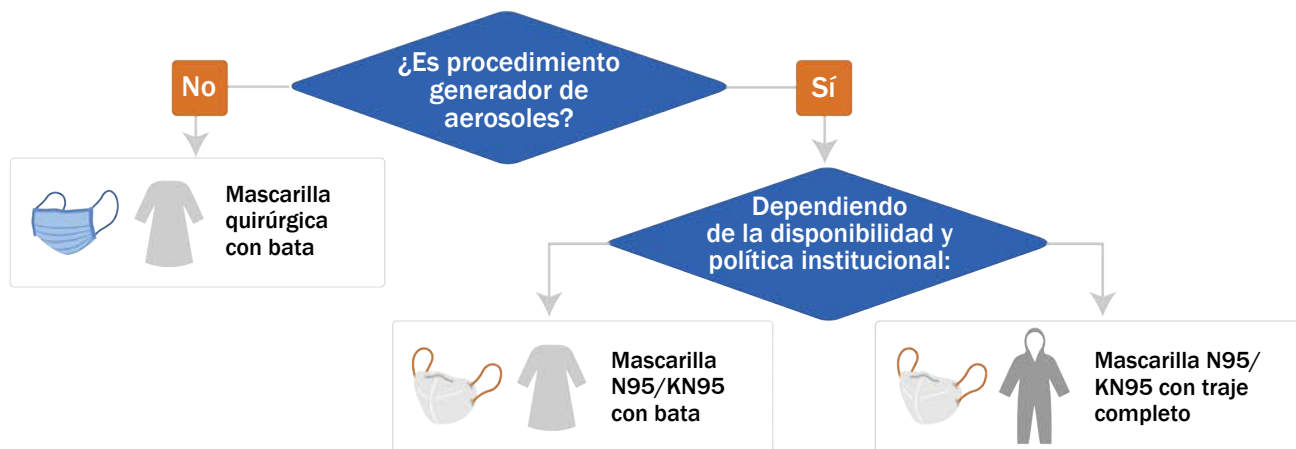 ¿Es procedimiento
generador de
aerosoles?
No
Sí
Mascarilla
quirúrgica
con bata
Dependiendo
de la disponibilidad y
política institucional:
Mascarilla
N95/KN95
con bata
Mascarilla N95/
KN95 con traje
completo